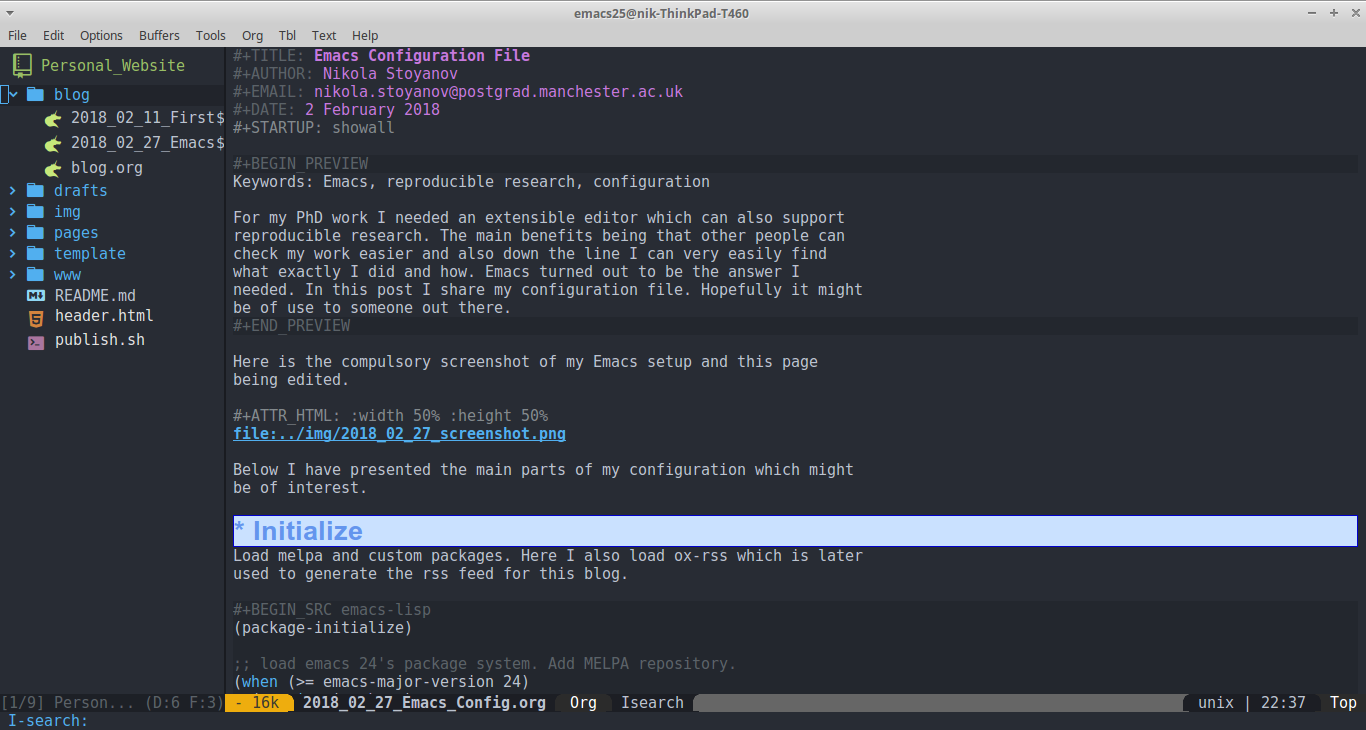 emacs25@nik-ThinkPad-T460
File Edit Options Buffers Tools Org Tbl Text Help
Personal_Website
blog
2018_02_11_First$
2018_02_27_Emacs$
blog.org
drafts
img
pages
template
www
README.md
header.html
publish.sh
#+TITLE: Emacs Configuration File
#+AUTHOR: Nikola Stoyanov
#+EMAIL: nikola.stoyanov@postgrad.manchester.ac.uk
#+DATE: 2 February 2018
#+STARTUP: showall
#+BEGIN_PREVIEW
Keywords: Emacs, reproducible research, configuration
For my PhD work I needed an extensible editor which can also support
reproducible research. The main benefits being that other people can
check my work easier and also down the line I can very easily find
what exactly I did and how. Emacs turned out to be the answer I
needed. In this post I share my configuration file. Hopefully it might
be of use to someone out there.
#+END_PREVIEW
Here is the compulsory screenshot of my Emacs setup and this page
being edited.
#+ATTR_HTML: :width 50% :height 50%
file:../img/2018_02_27_screenshot.png
Below I have presented the main parts of my configuration which might
be of interest.
* Initialize
Load melpa and custom packages. Here I also load ox-rss which is later
used to generate the rss feed for this blog.
#+BEGIN_SRC emacs-lisp
(package-initialize)
;; load emacs 24's package system. Add MELPA repository.
(when (>= emacs-major-version 24)
[1/9] Person... (D:6 F:3) - 16k 2018_02_27_Emacs_Config.org Org Isearch unix | 22:37 Top
I-search: